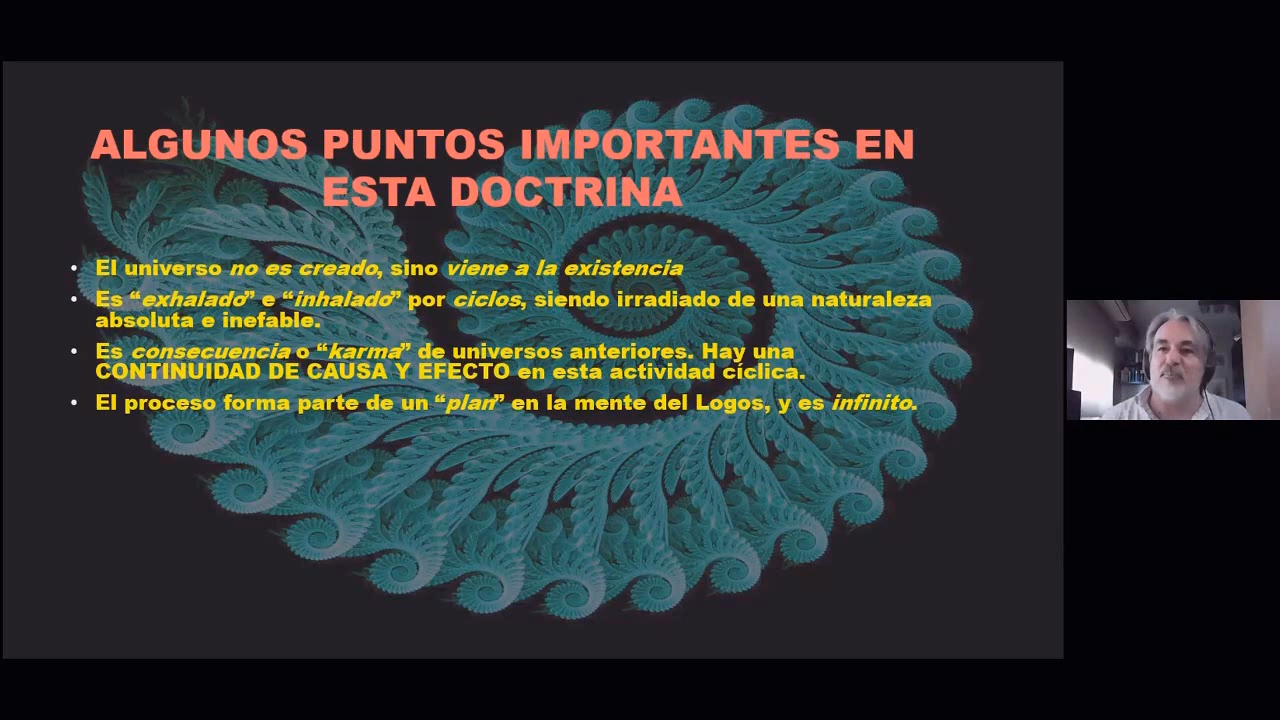 ALGUNOS PUNTOS IMPORTANTES EN
ESTA DOCTRINA
• El universo no es creado, sino viene a la existencia
• Es “exhalado” e “inhalado” por ciclos, siendo irradiado de una naturaleza
absoluta e inefable.
• Es consecuencia o “karma” de universos anteriores. Hay una
CONTINUIDAD DE CAUSA Y EFECTO en esta actividad cíclica.
• El proceso forma parte de un “plan” en la mente del Logos, y es infinito.